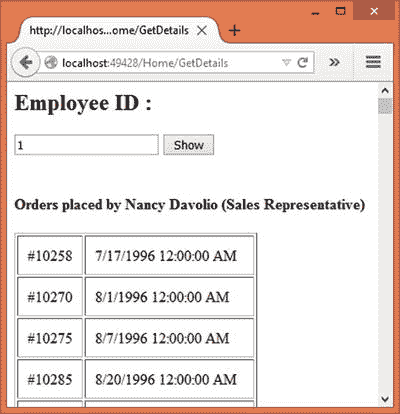 http://localhos...ome/GetDetails
localhost:49428/Home/GetDetails
Employee ID :
1 Show
Orders placed by Nancy Davolio (Sales Representative)
#10258 7/17/1996 12:00:00 AM
#10270 8/1/1996 12:00:00 AM
#10275 8/7/1996 12:00:00 AM
#10285 8/20/1996 12:00:00 AM